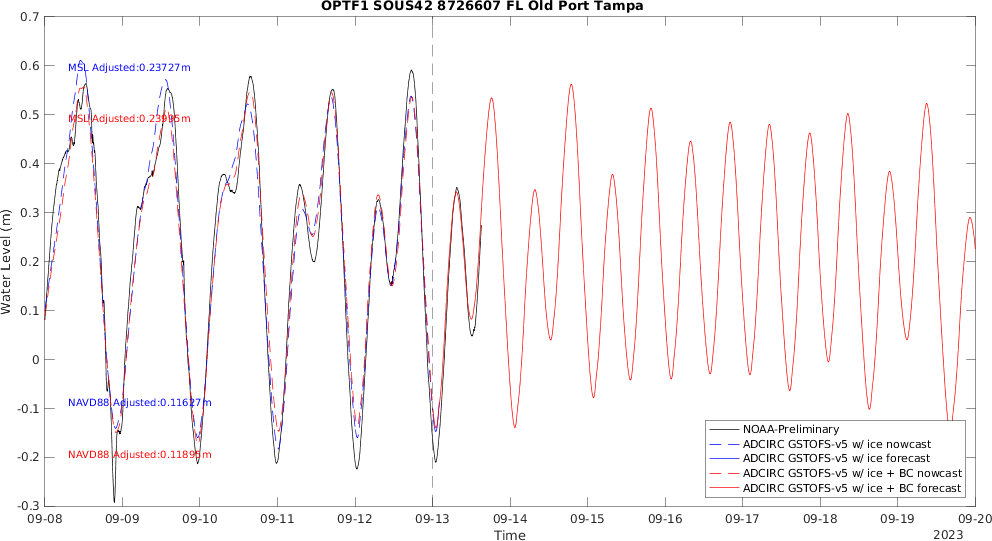 OPTF1 SOUS42 8726607 FL Old Port Tampa
0.7
0.6
0.5
0.4
0.3
0.2
0.1
0
-0.1
-0.2
-0.3
Water Level (m)
MSL Adjusted:0.23727m
MSL Adjusted:0.23995m
NAVD88 Adjusted:0.11627m
NAVD88 Adjusted:0.11895m
NOAA-Preliminary
ADCIRC GSTOFS-v5 w/ ice nowcast
ADCIRC GSTOFS-v5 w/ ice forecast
ADCIRC GSTOFS-v5 w/ ice + BC nowcast
ADCIRC GSTOFS-v5 w/ ice + BC forecast
09-08 09-09 09-10 09-11 09-12 09-13 09-14 09-15 09-16 09-17 09-18 09-19 09-20
Time
2023